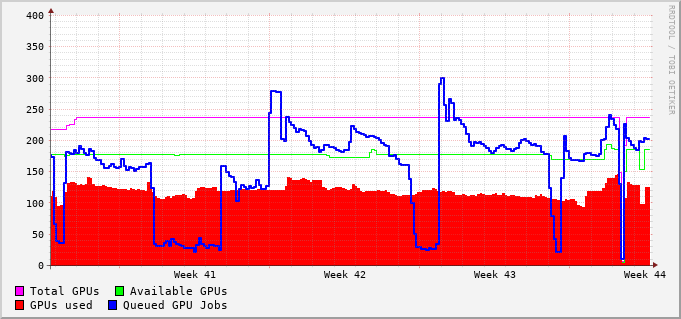 400
350
300
250
200
150
100
50
0
Week 41 Week 42 Week 43 Week 44
Total GPUs Available GPUs
GPUs used Queued GPU Jobs
RRDTOOL / TOBI OETIKER